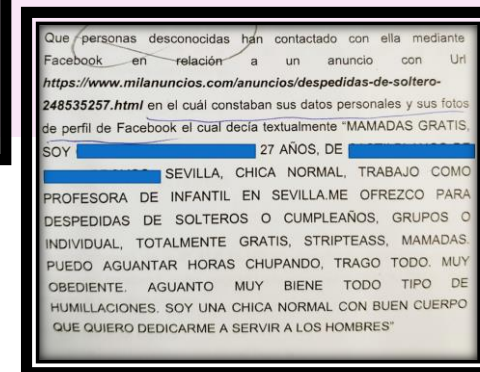 Que personas desconocidas han contactado con ella mediante
Facebook en relación a un anuncio con Url
https://www.milanuncios.com/anuncios/despedidas-de-soltero-
248535257.html en el cuál constaban sus datos personales y sus fotos
de perfil de Facebook el cual decía textualmente "MAMADAS GRATIS,
SOY 27 AÑOS, DE
SEVILLA, CHICA NORMAL, TRABAJO COMO
PROFESORA DE INFANTIL EN SEVILLA.ME OFREZCO PARA
DESPEDIDAS DE SOLTEROS O CUMPLEAÑOS, GRUPOS O
INDIVIDUAL, TOTALMENTE GRATIS, STRIPTEASS, MAMADAS.
PUEDO AGUANTAR HORAS CHUPANDO, TRAGO TODO. MUY
OBEDIENTE. AGUANTO MUY BIENE TODO TIPO DE
HUMILLACIONES. SOY UNA CHICA NORMAL CON BUEN CUERPO
QUE QUIERO DEDICARME A SERVIR A LOS HOMBRES"